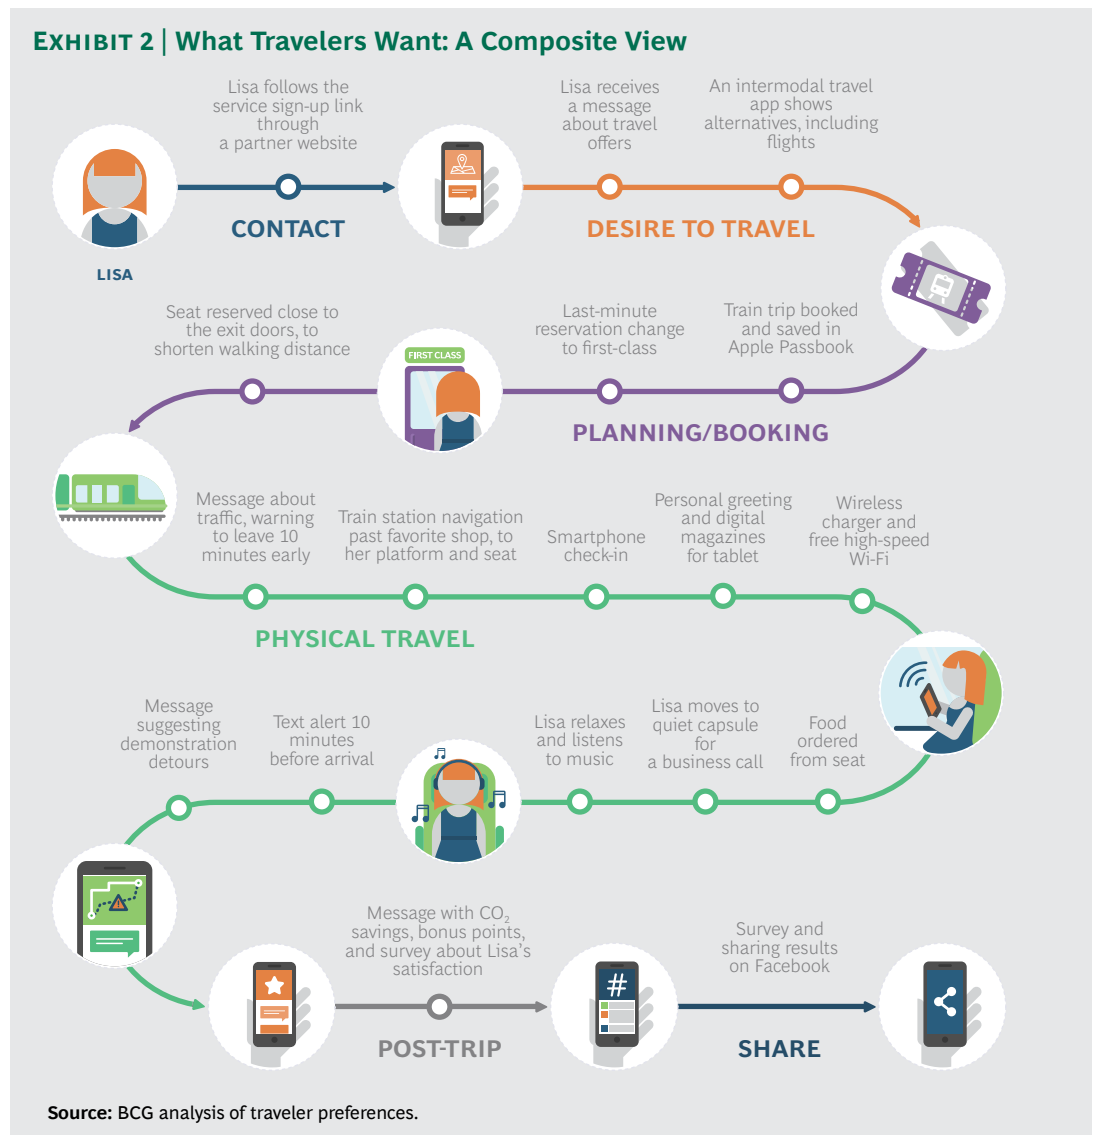 EXHIBIT 2 | What Travelers Want: A Composite View
Lisa follows the
service sign-up link
through
a partner website
Lisa receives
a message
about travel
offers
An intermodal travel
app shows
alternatives, including
flights
CONTACT
DESIRE TO TRAVEL
LISA
Seat reserved close to
the exit doors, to
shorten walking distance
FIRST CLASS
Last-minute
reservation change
to first-class
Train trip booked
and saved in
Apple Passbook
PLANNING/BOOKING
Message about
traffic, warning
to leave 10
minutes early
Train station navigation
past favorite shop, to
her platform and seat
Smartphone
check-in
Personal greeting
and digital
magazines
for tablet
Wireless
charger and
free high-speed
Wi-Fi
PHYSICAL TRAVEL
Message
suggesting
demonstration
detours
Text alert 10
minutes
before arrival
Lisa relaxes
and listens
to music
Lisa moves to
quiet capsule
for
a business call
Food
ordered
from seat
Message with CO₂
savings, bonus points,
and survey about Lisa's
satisfaction
#
Survey and
sharing results
on Facebook
POST-TRIP
SHARE
Source: BCG analysis of traveler preferences.